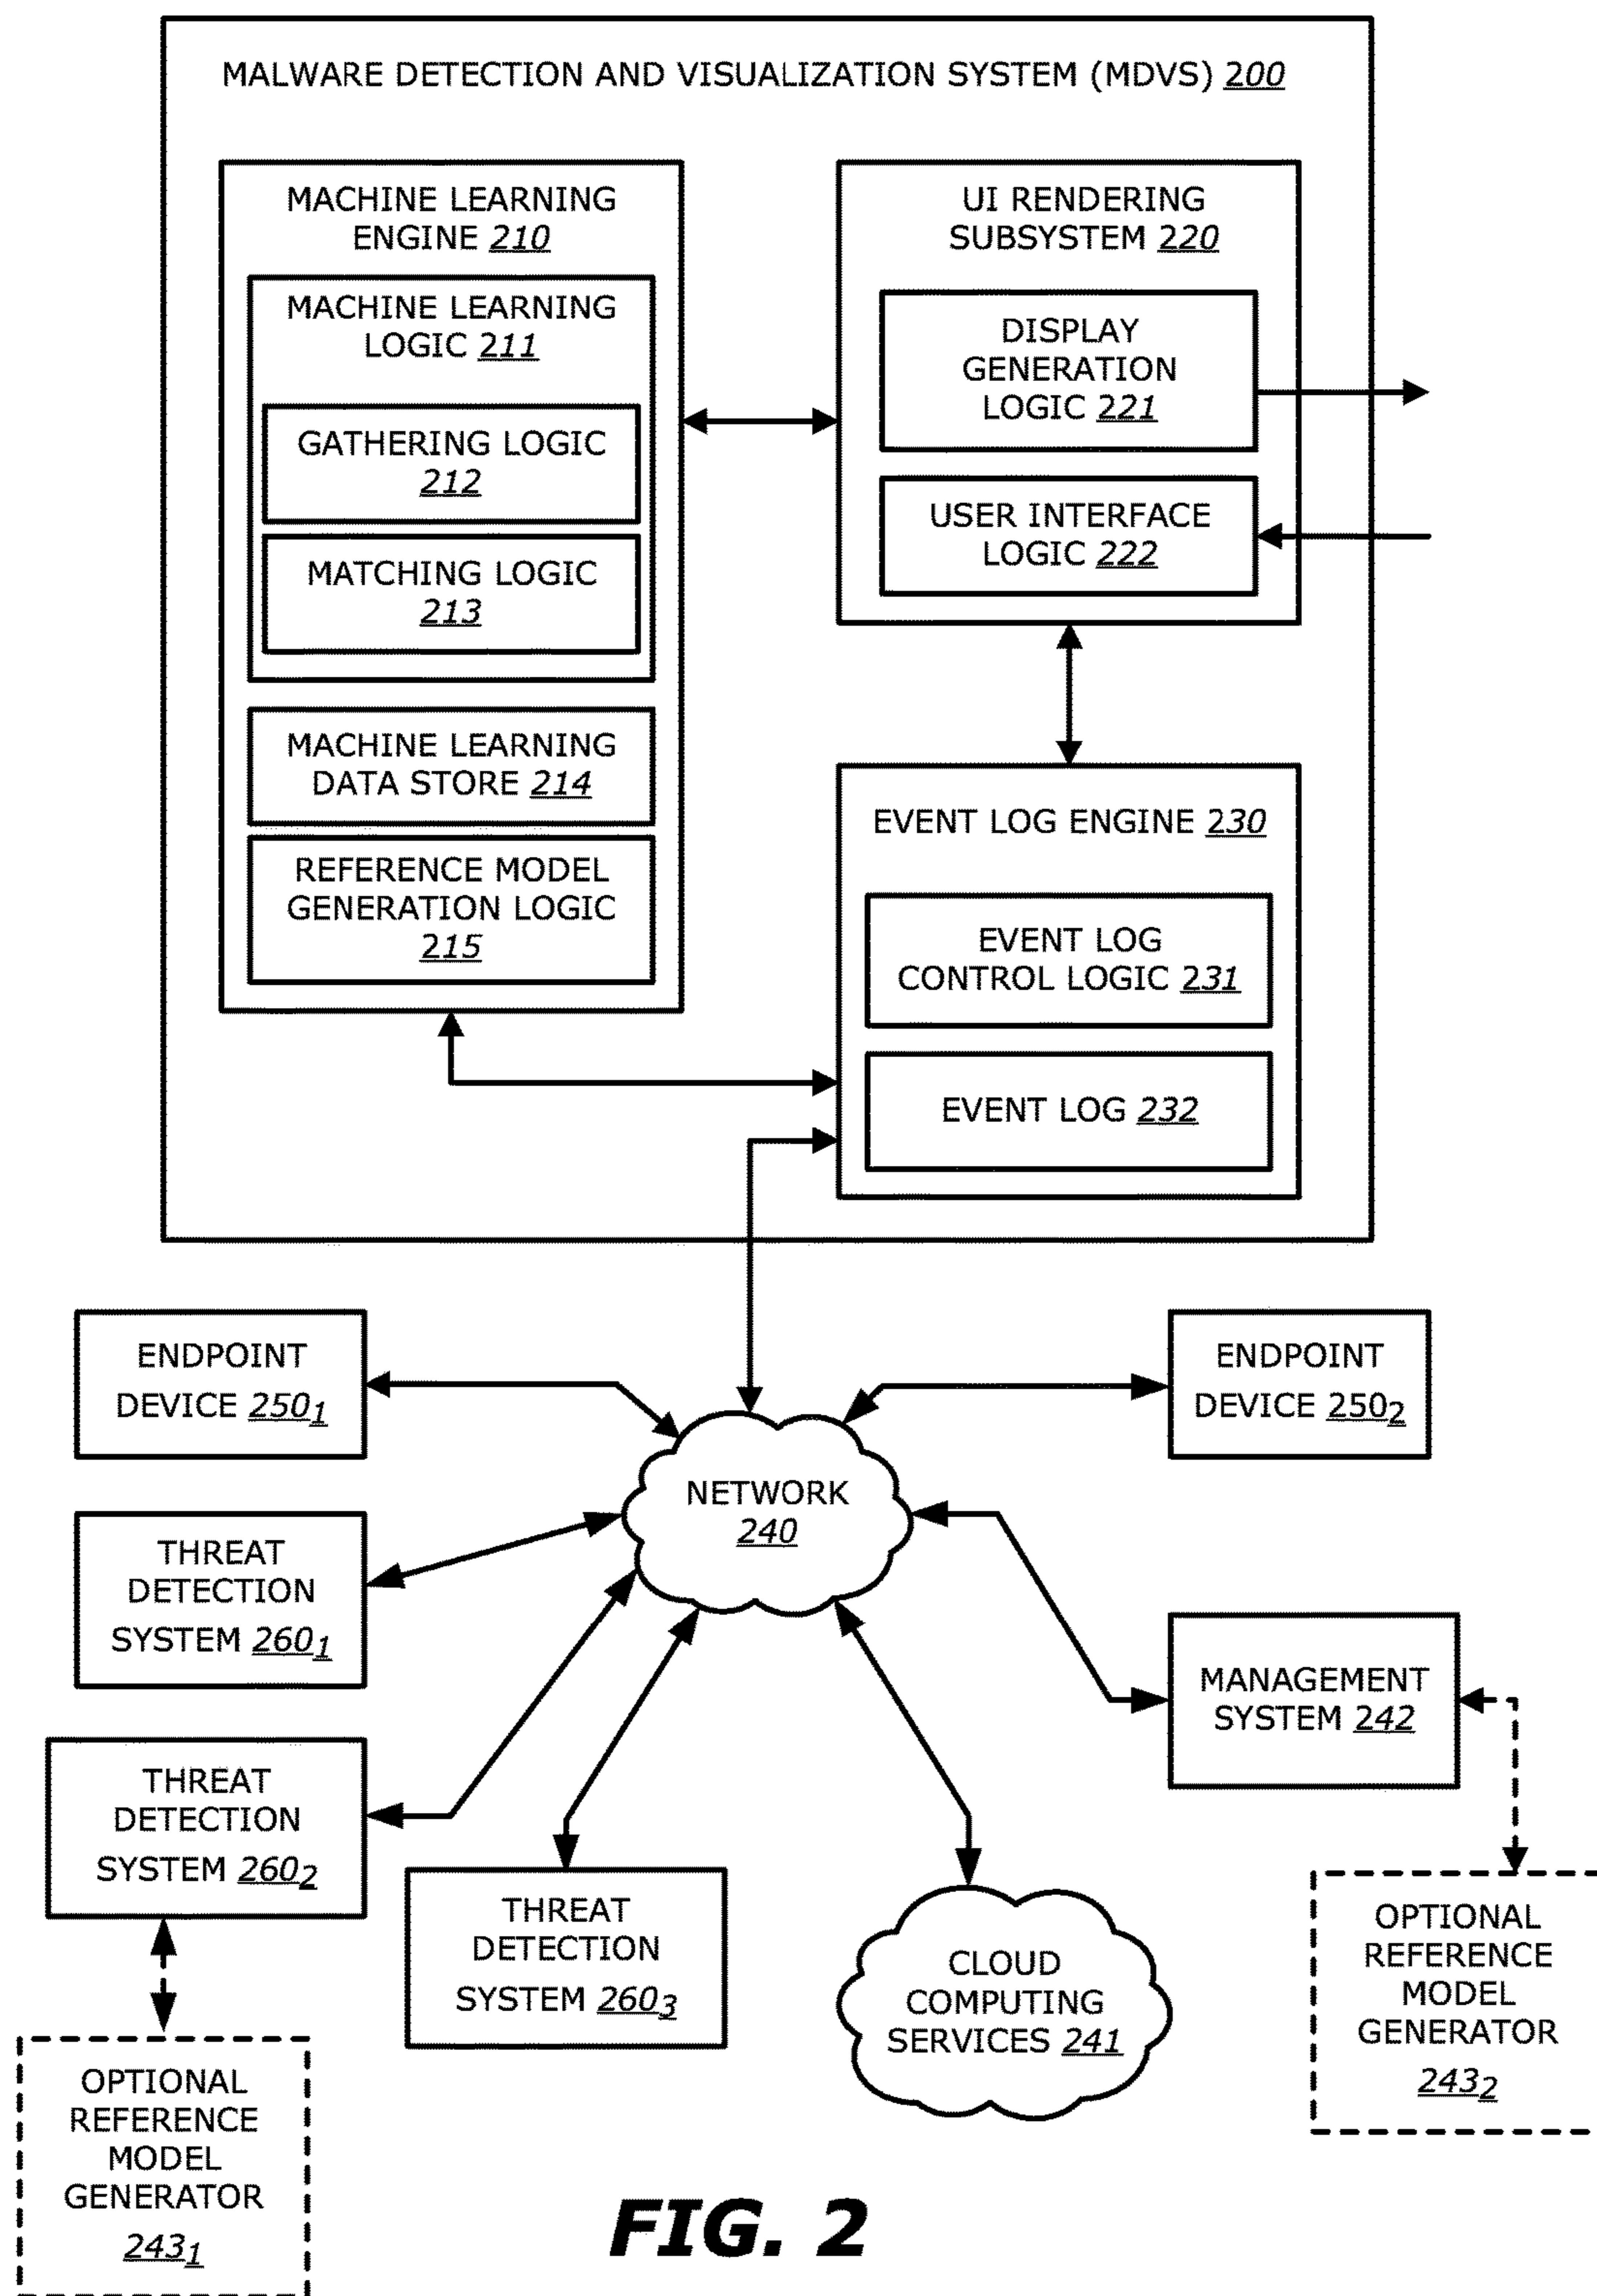 MALWARE DETECTION AND VISUALIZATION SYSTEM (MDVS) 200
MACHINE LEARNING
ENGINE 210
MACHINE LEARNING
LOGIC 211
GATHERING LOGIC
212
MATCHING LOGIC
213
MACHINE LEARNING
DATA STORE 214
REFERENCE MODEL
GENERATION LOGIC
215
UI RENDERING
SUBSYSTEM 220
DISPLAY
GENERATION
LOGIC 221
USER INTERFACE
LOGIC 222
EVENT LOG ENGINE 230
EVENT LOG
CONTROL LOGIC 231
EVENT LOG 232
ENDPOINT
DEVICE 250₁
ENDPOINT
DEVICE 250₂
NETWORK
240
THREAT
DETECTION
SYSTEM 260₁
MANAGEMENT
SYSTEM 242
THREAT
DETECTION
SYSTEM 260₂
THREAT
DETECTION
SYSTEM 260₃
CLOUD
COMPUTING
SERVICES 241
OPTIONAL
REFERENCE
MODEL
GENERATOR
243₂
OPTIONAL
REFERENCE
MODEL
GENERATOR
243₁
FIG. 2